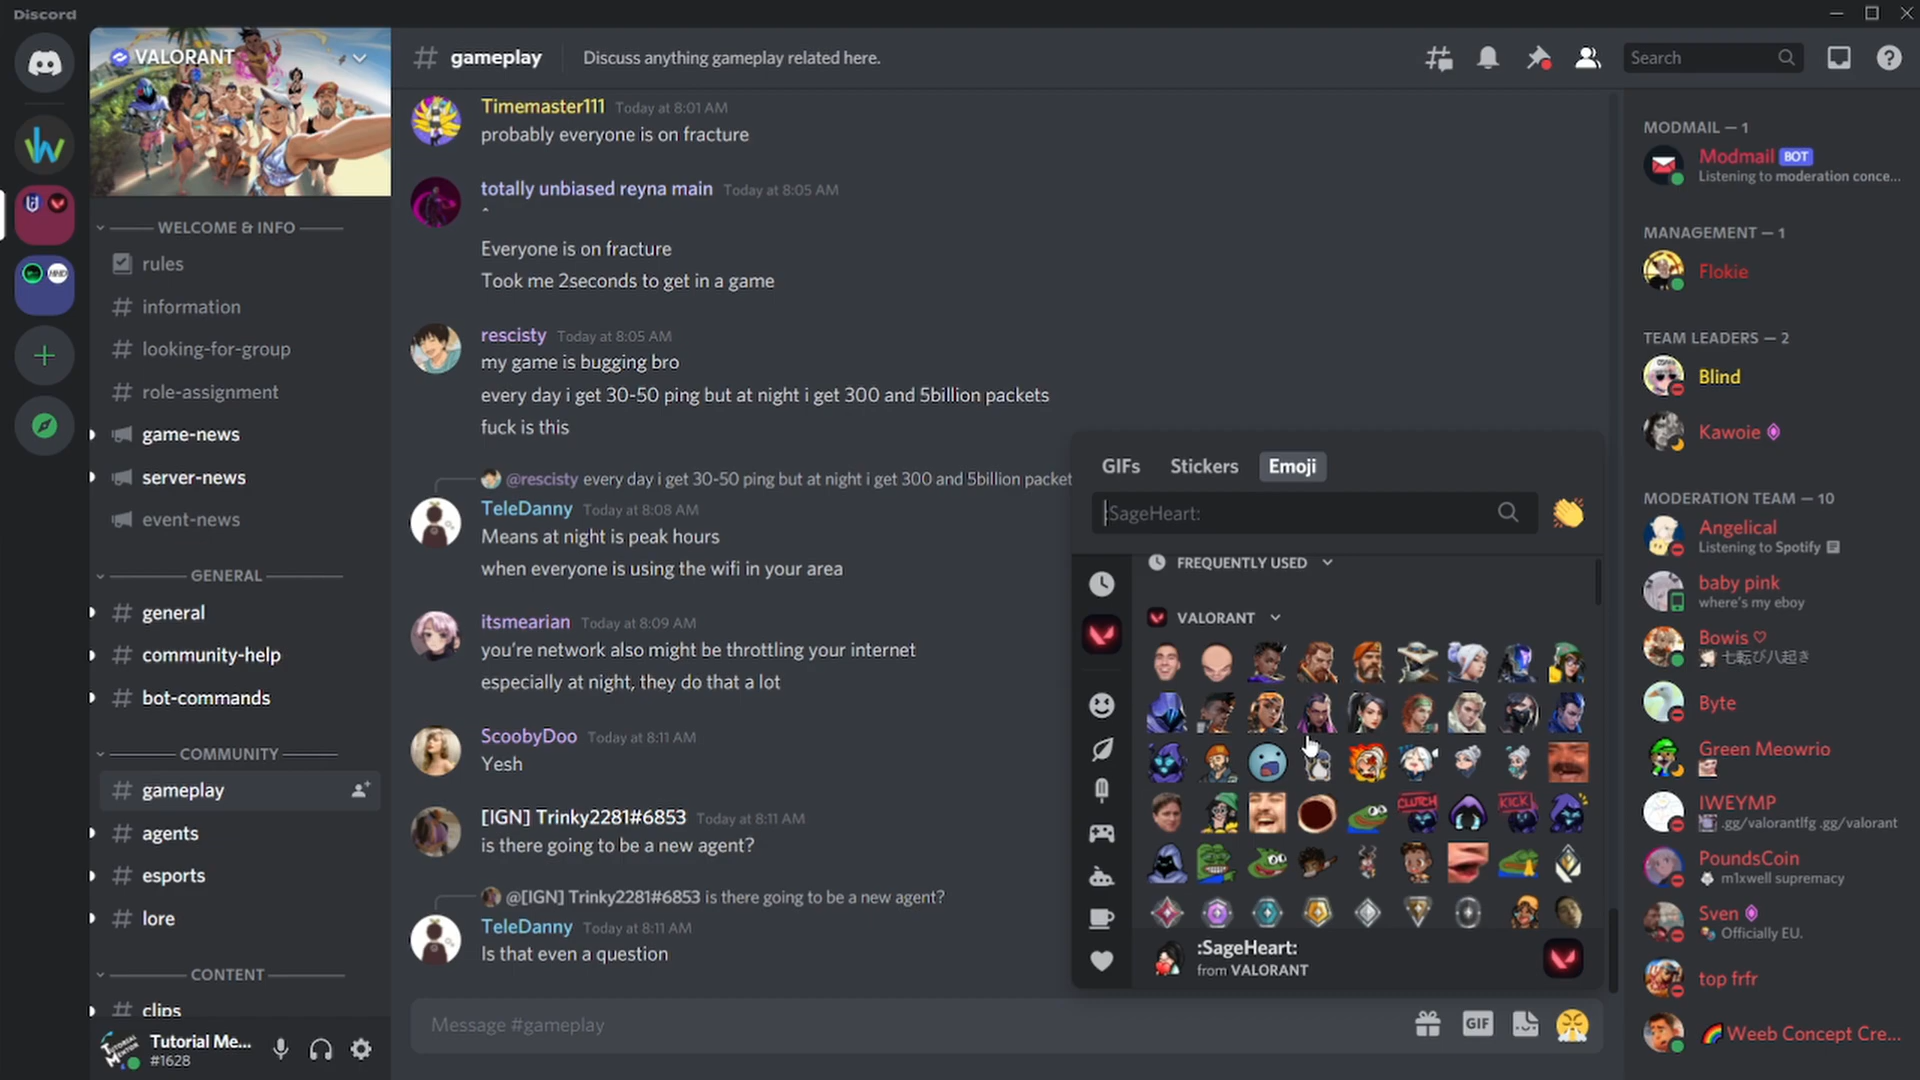 Discord
VALORANT
WELCOME & INFO
rules
information
looking-for-group
role-assignment
game-news
server-news
event-news
GENERAL
general
community-help
bot-commands
COMMUNITY
gameplay
agents
esports
lore
CONTENT
clips
Tutorial Me...
#1628
gameplay
Discuss anything gameplay related here.
Search
Timemaster111 Today at 8:01 AM
probably everyone is on fracture
totally unbiased reyna main Today at 8:05 AM
^
Everyone is on fracture
Took me 2seconds to get in a game
rescisty Today at 8:05 AM
my game is bugging bro
every day i get 30-50 ping but at night i get 300 and 5billion packets
fuck is this
@rescisty every day i get 30-50 ping but at night i get 300 and 5billion packet
TeleDanny Today at 8:08 AM
Means at night is peak hours
when everyone is using the wifi in your area
itsmearian Today at 8:09 AM
you're network also might be throttling your internet
especially at night, they do that a lot
ScoobyDoo Today at 8:11 AM
Yesh
[IGN] Trinky2281#6853 Today at 8:11 AM
is there going to be a new agent?
@[IGN] Trinky2281#6853 is there going to be a new agent?
TeleDanny Today at 8:11 AM
Is that even a question
Message #gameplay
GIF
GIFs Stickers Emoji
:SageHeart:
FREQUENTLY USED
VALORANT
CLUTCH
KICK
:SageHeart:
from VALORANT
MODMAIL — 1
Modmail BOT
Listening to moderation conce...
MANAGEMENT — 1
Flokie
TEAM LEADERS — 2
Blind
Kawoie
MODERATION TEAM — 10
Angelical
Listening to Spotify
baby pink
where's my eboy
Bowis ♡
七転び八起き
Byte
Green Meowrio
IWEYMP
.gg/valorantlfg .gg/valorant
PoundsCoin
m1xwell supremacy
Sven
Officially EU.
top frfr
Weeb Concept Cre...